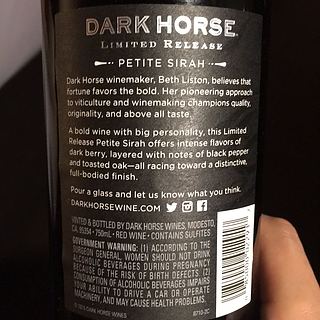 DARK HORSE
LIMITED RELEASE
PETITE SIRAH
Dark Horse winemaker, Beth Liston, believes that
fortune favors the bold. Her pioneering approach
to viticulture and winemaking champions quality,
originality, and above all taste.
A bold wine with big personality, this Limited
Release Petite Sirah offers intense flavors of
dark berry, layered with notes of black pepper
and toasted oak—all racing toward a distinctive,
full-bodied finish.
Pour a glass and let us know what you think.
DARKHORSEWINE.COM
VINTED & BOTTLED BY DARK HORSE WINES, MODESTO,
CA. 95354 • 750mL • RED WINE • CONTAINS SULFITES
GOVERNMENT WARNING: (1) ACCORDING TO THE
SURGEON GENERAL, WOMEN SHOULD NOT DRINK
ALCOHOLIC BEVERAGES DURING PREGNANCY
BECAUSE OF THE RISK OF BIRTH DEFECTS. (2)
CONSUMPTION OF ALCOHOLIC BEVERAGES IMPAIRS
YOUR ABILITY TO DRIVE A CAR OR OPERATE
MACHINERY, AND MAY CAUSE HEALTH PROBLEMS.
DARK HORSE WINES